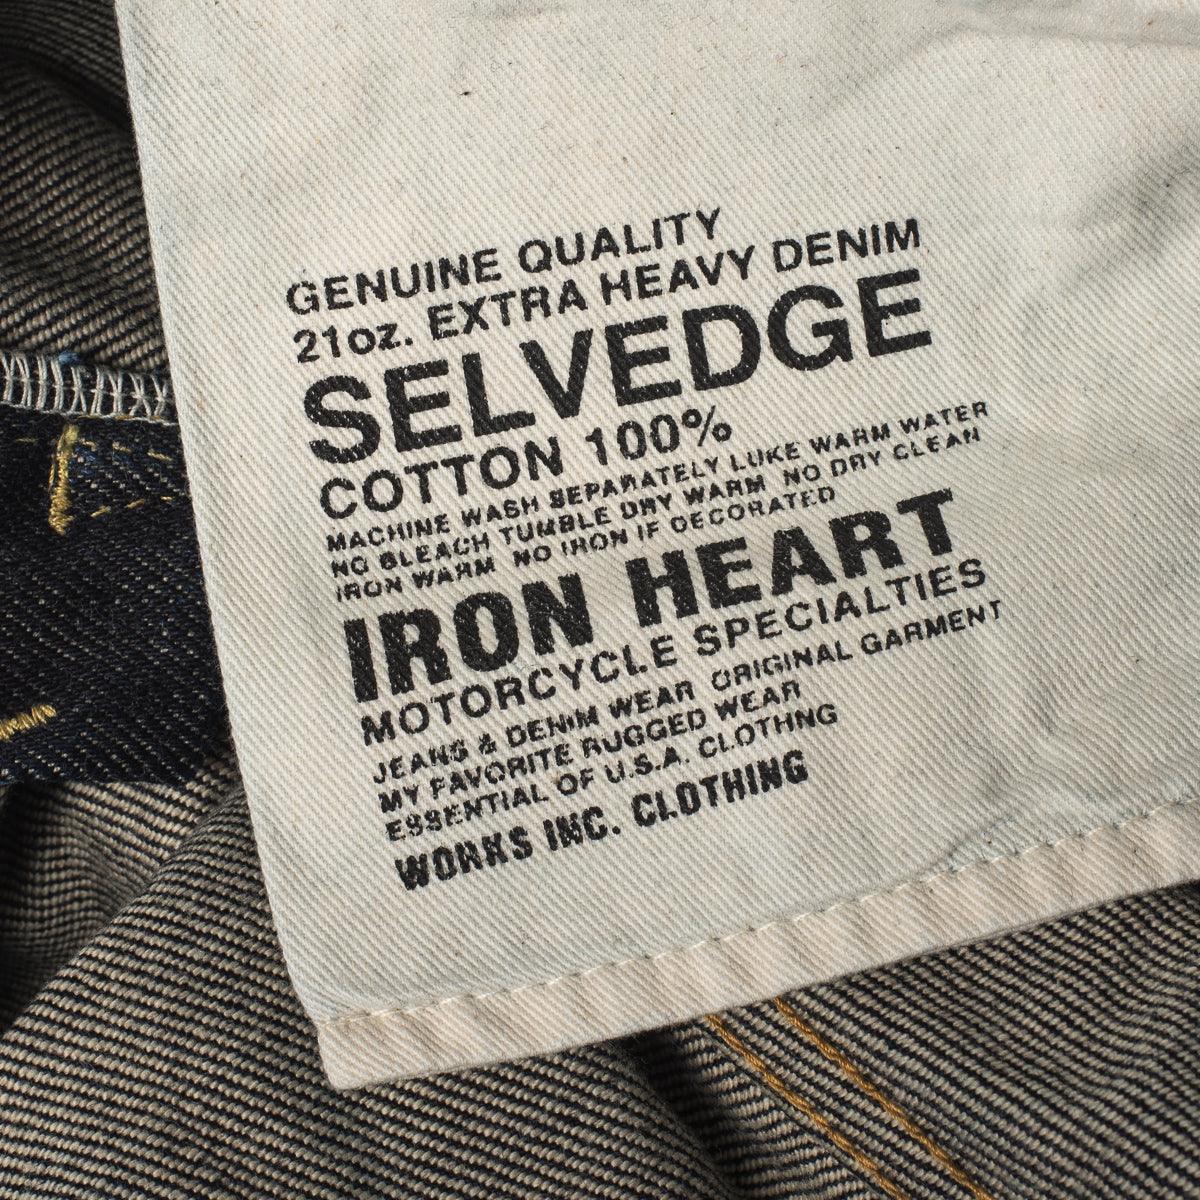 GENUINE QUALITY
21oz. EXTRA HEAVY DENIM
SELVEDGE
COTTON 100%
MACHINE WASH SEPARATELY LUKE WARM WATER
NO BLEACH TUMBLE DRY WARM NO DRY CLEAN
IRON WARM NO IRON IF DECORATED
IRON HEART
MOTORCYCLE SPECIALTIES
JEANS & DENIM WEAR ORIGINAL GARMENT
MY FAVORITE RUGGED WEAR
ESSENTIAL OF U.S.A. CLOTHNG
WORKS INC. CLOTHING